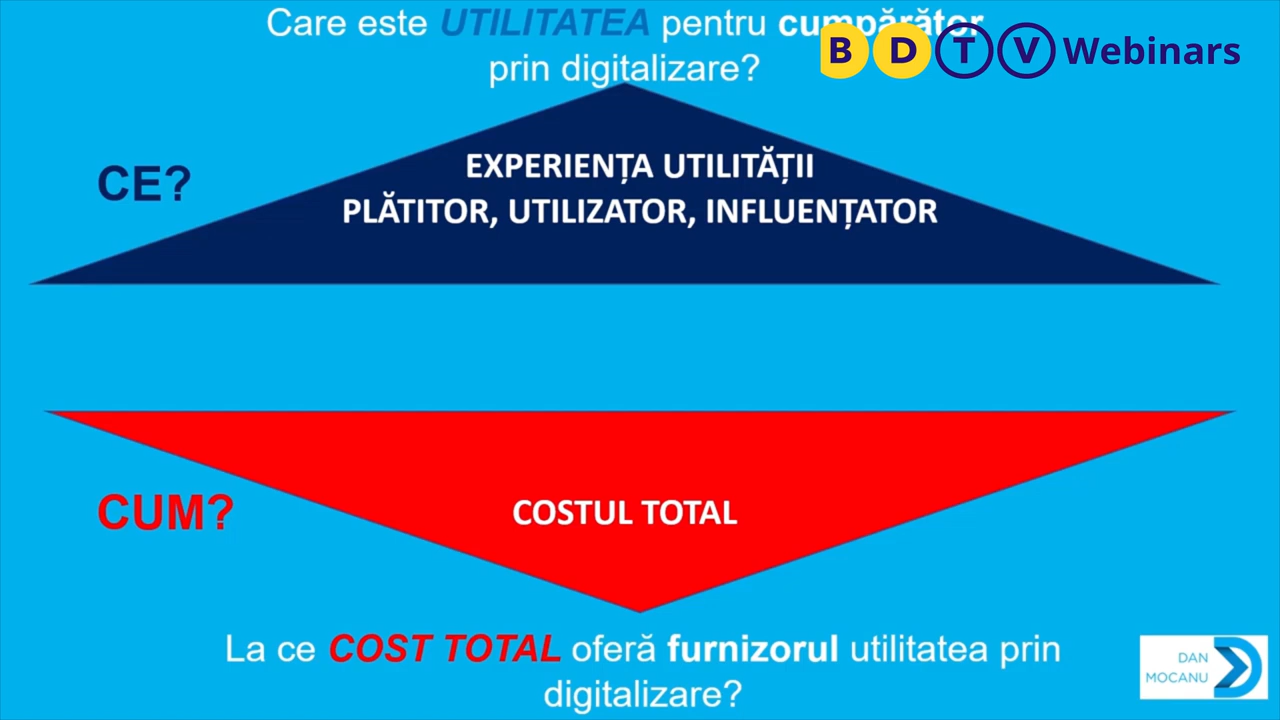 Care este UTILITATEA pentru cumpărător
prin digitalizare?
B D T V Webinars
CE?
EXPERIENȚA UTILITĂȚII
PLĂTITOR, UTILIZATOR, INFLUENȚATOR
CUM?
COSTUL TOTAL
La ce COST TOTAL oferă furnizorul utilitatea prin
digitalizare?
DAN
MOCANU